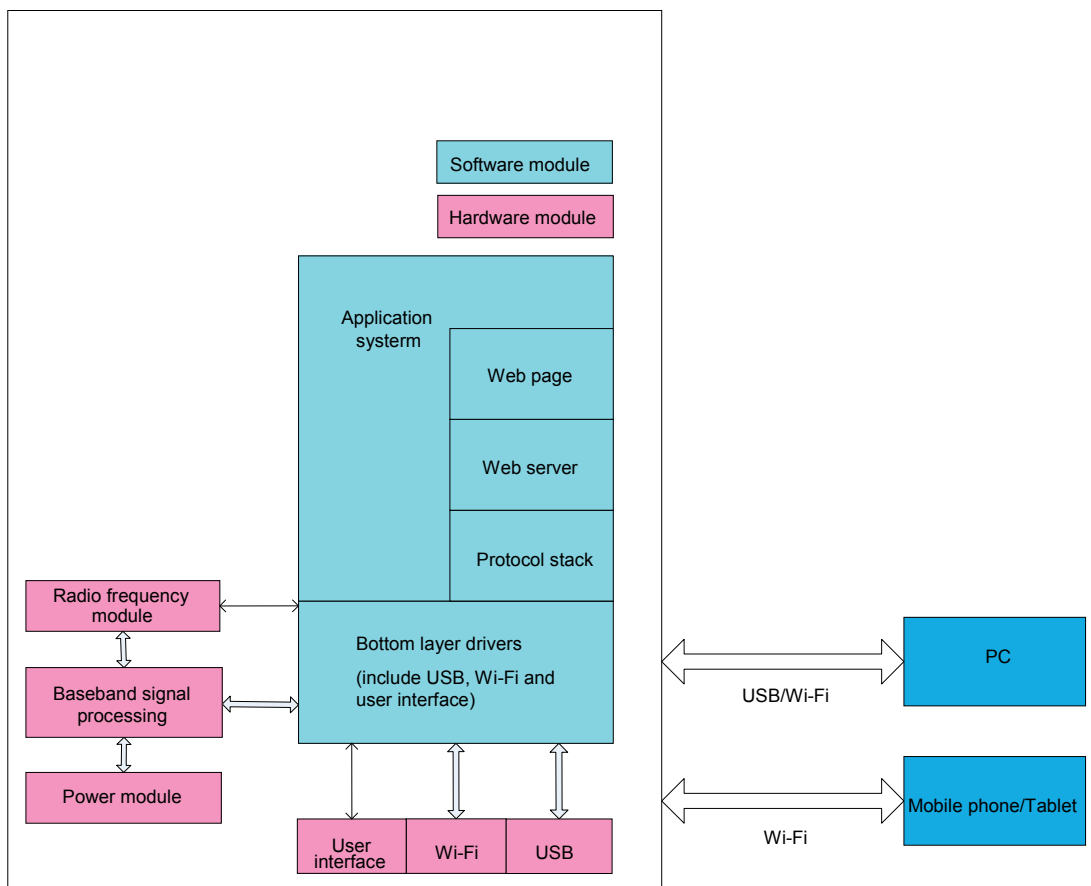 Software module
Hardware module
Application
systerm
Web page
Web server
Protocol stack
Radio frequency
module
Bottom layer drivers
(include USB, Wi-Fi and
user interface)
Baseband signal
processing
Power module
User
interface
Wi-Fi
USB
PC
USB/Wi-Fi
Mobile phone/Tablet
Wi-Fi